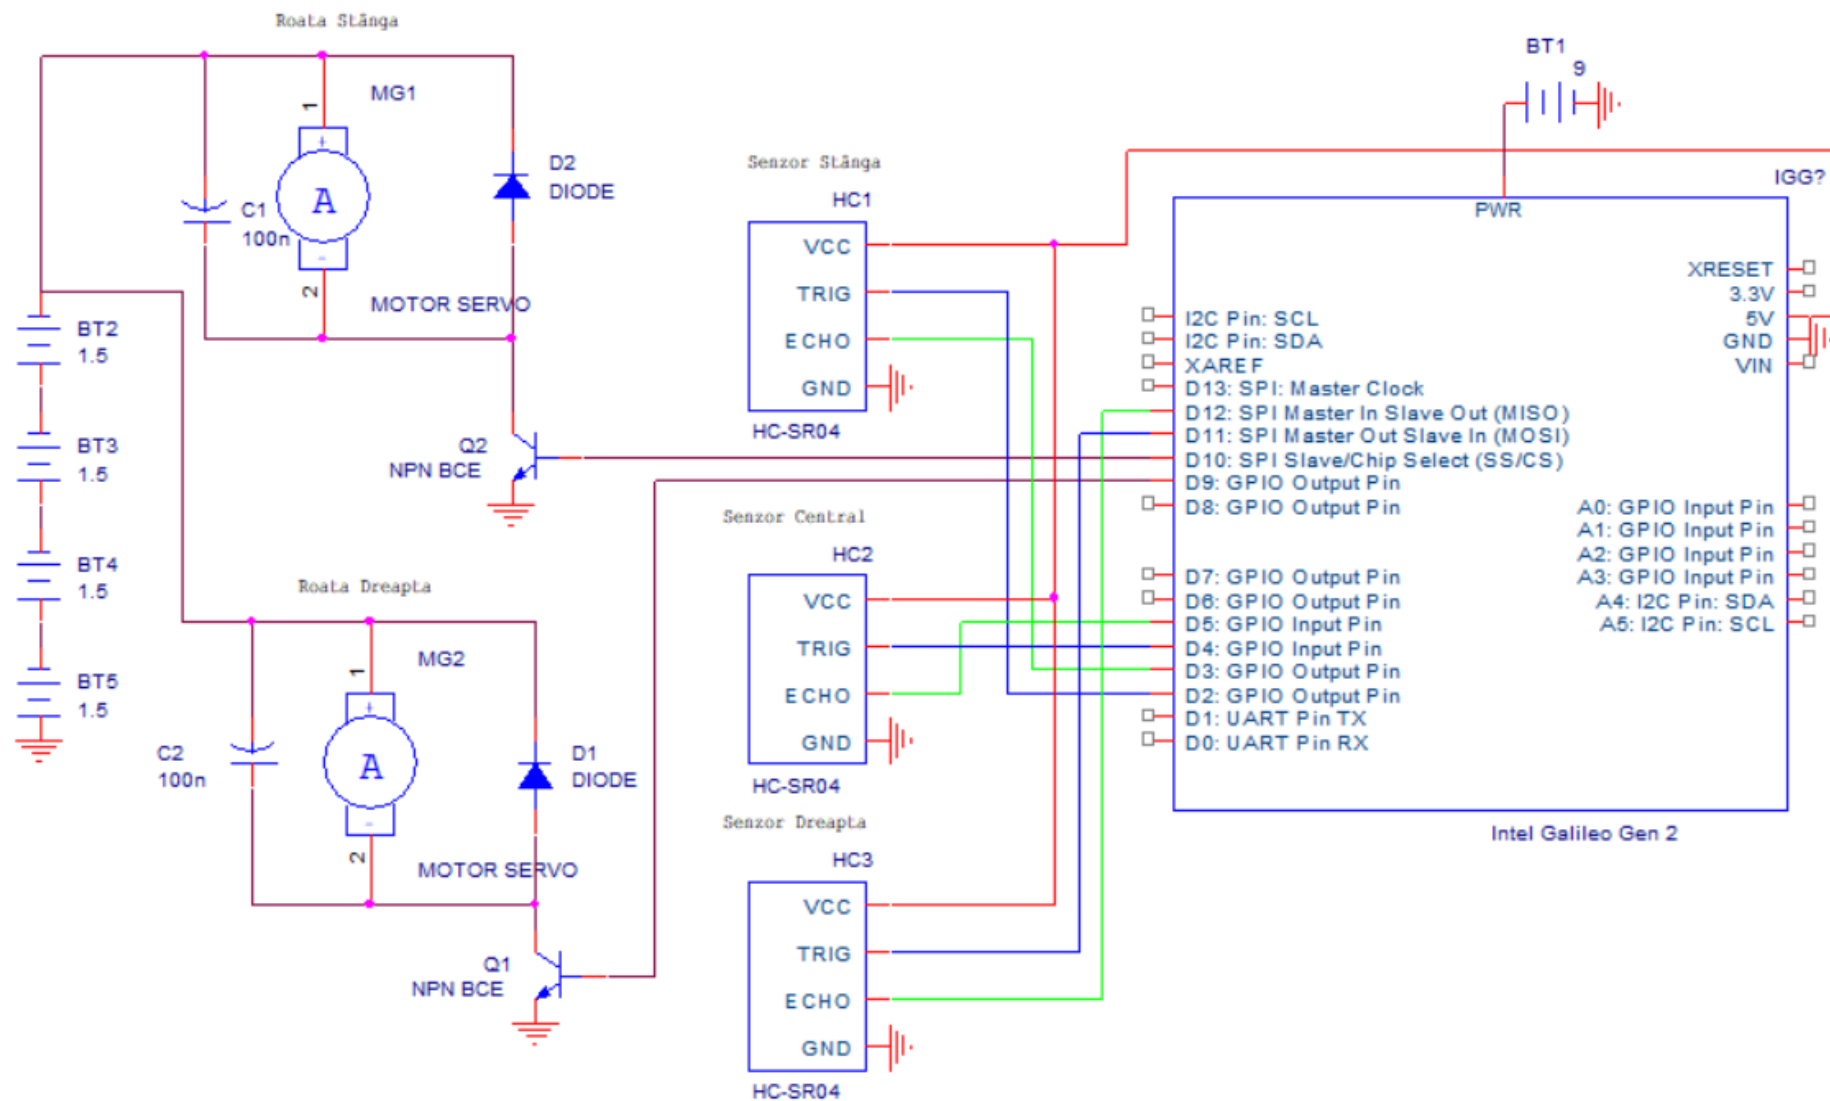 Roata Stânga
MG1
1
+
A
-
2
MOTOR SERVO
C1
100n
D2
DIODE
BT2
1.5
BT3
1.5
BT4
1.5
BT5
1.5
Q2
NPN BCE
Roata Dreapta
MG2
1
+
A
-
2
MOTOR SERVO
C2
100n
D1
DIODE
Q1
NPN BCE
Senzor Stânga
HC1
VCC
TRIG
ECHO
GND
HC-SR04
Senzor Central
HC2
VCC
TRIG
ECHO
GND
HC-SR04
Senzor Dreapta
HC3
VCC
TRIG
ECHO
GND
HC-SR04
BT1
9
IGG?
PWR
I2C Pin: SCL
I2C Pin: SDA
XAREF
D13: SPI: Master Clock
D12: SPI Master In Slave Out (MISO)
D11: SPI Master Out Slave In (MOSI)
D10: SPI Slave/Chip Select (SS/CS)
D9: GPIO Output Pin
D8: GPIO Output Pin
D7: GPIO Output Pin
D6: GPIO Output Pin
D5: GPIO Input Pin
D4: GPIO Input Pin
D3: GPIO Output Pin
D2: GPIO Output Pin
D1: UART Pin TX
D0: UART Pin RX
XRESET
3.3V
5V
GND
VIN
A0: GPIO Input Pin
A1: GPIO Input Pin
A2: GPIO Input Pin
A3: GPIO Input Pin
A4: I2C Pin: SDA
A5: I2C Pin: SCL
Intel Galileo Gen 2